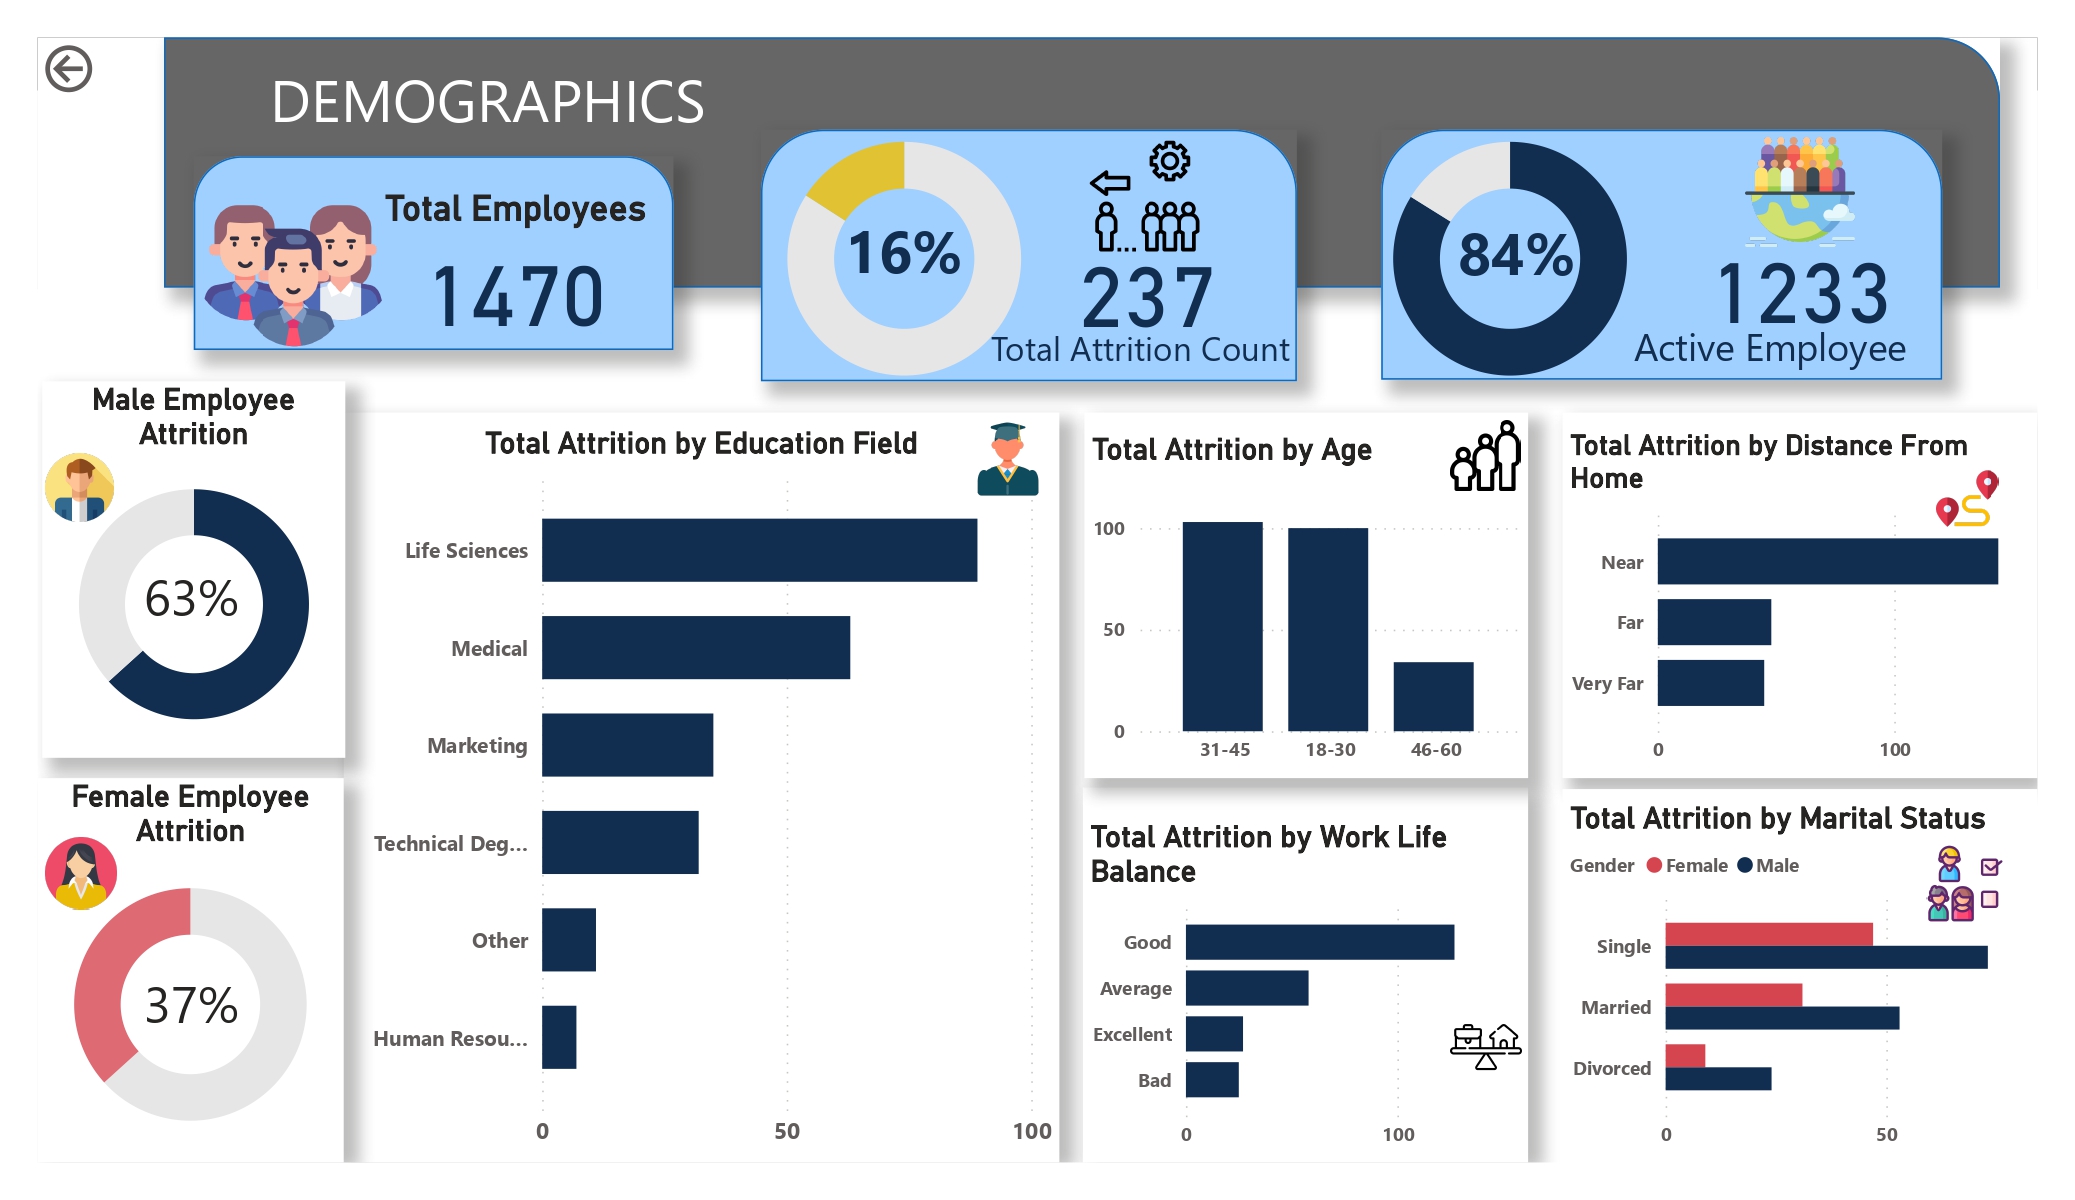 DEMOGRAPHICS
Total Employees
1470
16%
237
Total Attrition Count
84%
1233
Active Employee
Male Employee
Attrition
63%
Female Employee
Attrition
37%
Total Attrition by Education Field
Life Sciences
Medical
Marketing
Technical Deg...
Other
Human Resou...
0 50 100
Total Attrition by Age
100
50
0
31-45 18-30 46-60
Total Attrition by Distance From
Home
Near
Far
Very Far
0 100
Total Attrition by Work Life
Balance
Good
Average
Excellent
Bad
0 100
Total Attrition by Marital Status
Gender Female Male
Single
Married
Divorced
0 50